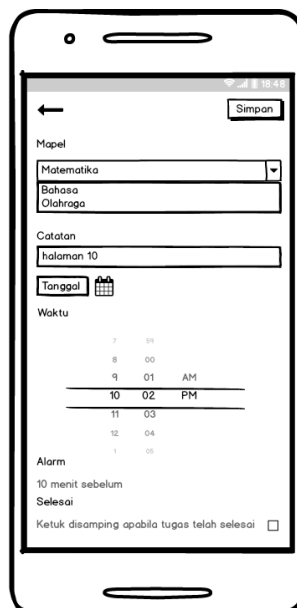 18.48
Simpan
Mapel
Matematika
Bahasa
Olahraga
Catatan
halaman 10
Tanggal
Waktu
7 59
8 00
9 01 AM
10 02 PM
11 03
12 04
1 05
Alarm
10 menit sebelum
Selesai
Ketuk disamping apabila tugas telah selesai